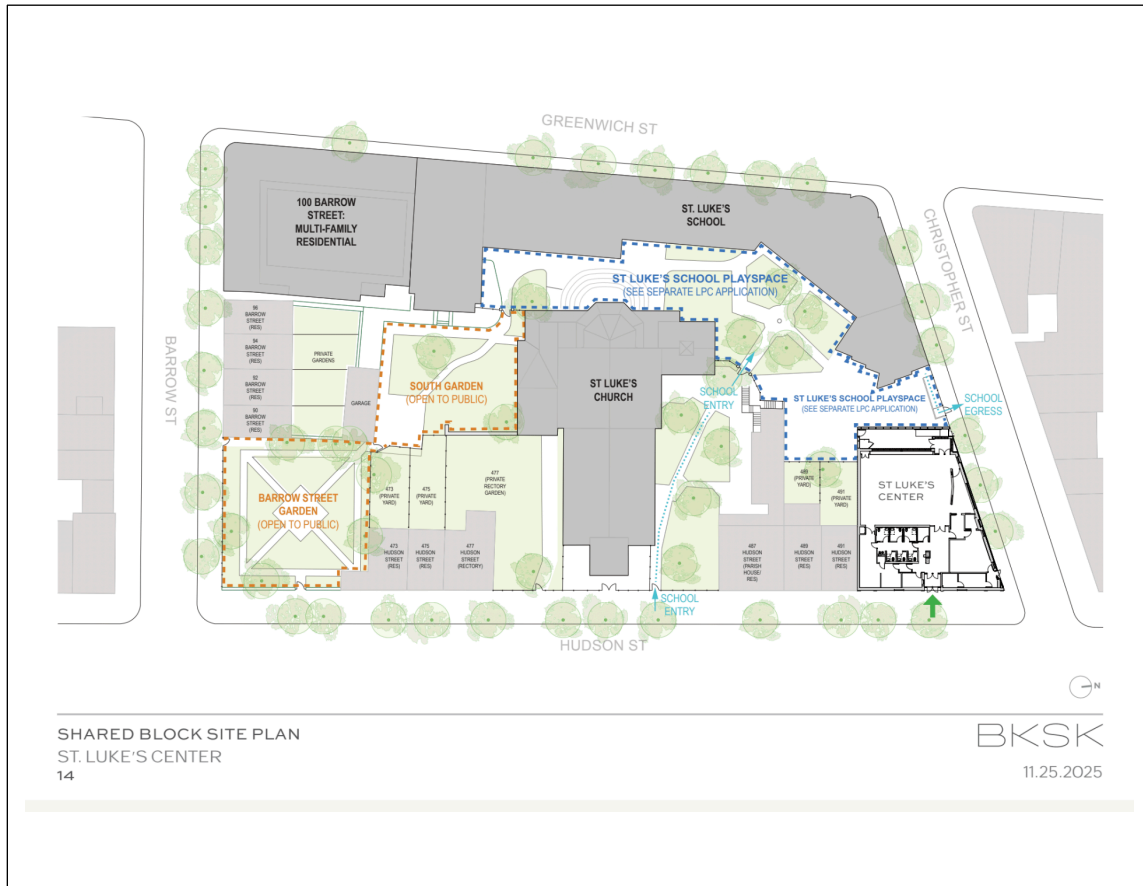 GREENWICH ST
100 BARROW
STREET:
MULTI-FAMILY
RESIDENTIAL
ST. LUKE'S
SCHOOL
CHRISTOPHER ST
ST LUKE'S SCHOOL PLAYSPACE
(SEE SEPARATE LPC APPLICATION)
BARROW ST
96
BARROW
STREET
(RES)
94
BARROW
STREET
(RES)
92
BARROW
STREET
(RES)
90
BARROW
STREET
(RES)
PRIVATE
GARDENS
GARAGE
SOUTH GARDEN
(OPEN TO PUBLIC)
ST LUKE'S
CHURCH
SCHOOL
ENTRY
ST LUKE'S SCHOOL PLAYSPACE
(SEE SEPARATE LPC APPLICATION)
SCHOOL
EGRESS
BARROW STREET
GARDEN
(OPEN TO PUBLIC)
473
(PRIVATE
YARD)
475
(PRIVATE
YARD)
477
(PRIVATE
RECTORY
GARDEN)
489
(PRIVATE
YARD)
491
(PRIVATE
YARD)
ST LUKE'S
CENTER
473
HUDSON
STREET
(RES)
475
HUDSON
STREET
(RES)
477
HUDSON
STREET
(RECTORY)
487
HUDSON
STREET
(PARISH
HOUSE/
RES)
489
HUDSON
STREET
(RES)
491
HUDSON
STREET
(RES)
SCHOOL
ENTRY
HUDSON ST
N
SHARED BLOCK SITE PLAN
ST. LUKE'S CENTER
14
BKSK
11.25.2025